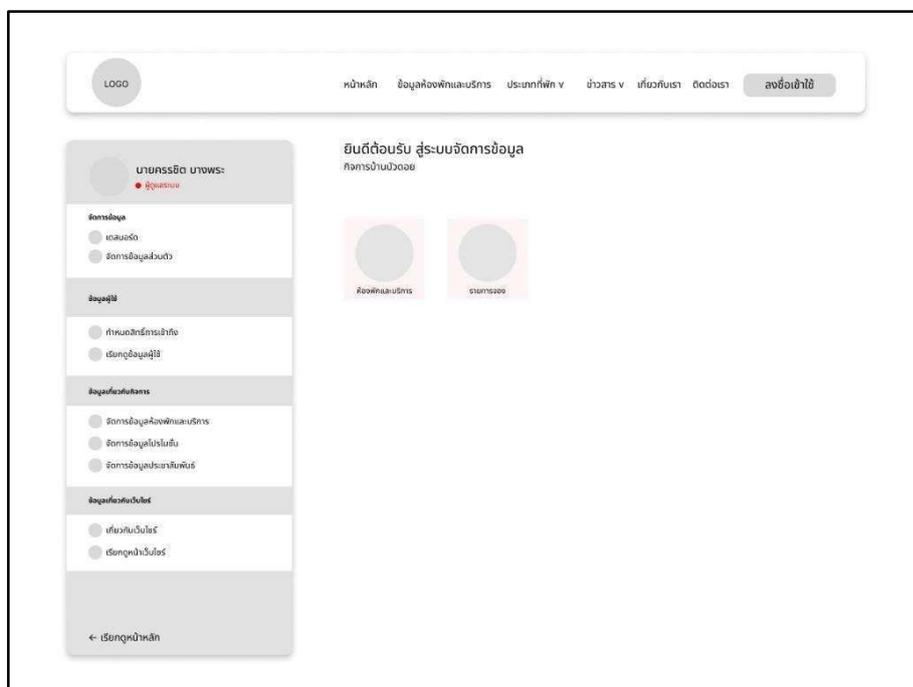 LOGO
หน้าหลัก ข้อมูลห้องพักและบริการ ประเภทที่พัก v ข่าวสาร v เกี่ยวกับเรา ติดต่อเรา ลงชื่อเข้าใช้
นายครรชิต บางพระ
ผู้ดูแลระบบ
จัดการข้อมูล
เดสบอร์ด
จัดการข้อมูลส่วนตัว
ข้อมูลผู้ใช้
กำหนดสิทธิ์การเข้าถึง
เรียกดูข้อมูลผู้ใช้
ข้อมูลเกี่ยวกับกิจการ
จัดการข้อมูลห้องพักและบริการ
จัดการข้อมูลโปรโมชั่น
จัดการข้อมูลประชาสัมพันธ์
ข้อมูลเกี่ยวกับเว็บไซร์
เกี่ยวกับเว็บไซร์
เรียกดูหน้าเว็บไซร์
← เรียกดูหน้าหลัก
ยินดีต้อนรับ สู่ระบบจัดการข้อมูล
กิจการบ้านบัวดอย
ห้องพักและบริการ
รายการจอง